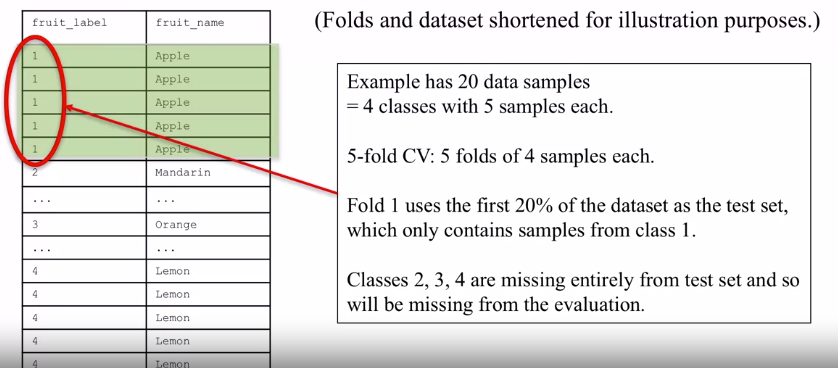 fruit_label fruit_name
1 Apple
1 Apple
1 Apple
1 Apple
1 Apple
2 Mandarin
... ...
3 Orange
... ...
4 Lemon
4 Lemon
4 Lemon
4 Lemon
4 Lemon
(Folds and dataset shortened for illustration purposes.)
Example has 20 data samples
= 4 classes with 5 samples each.
5-fold CV: 5 folds of 4 samples each.
Fold 1 uses the first 20% of the dataset as the test set,
which only contains samples from class 1.
Classes 2, 3, 4 are missing entirely from test set and so
will be missing from the evaluation.